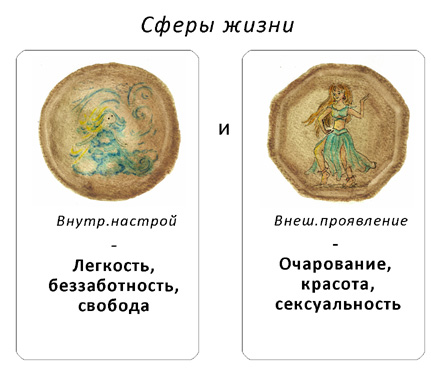 Сферы жизни
и
Внутр.настрой
-
Легкость,
беззаботность,
свобода
Внеш.проявление
-
Очарование,
красота,
сексуальность